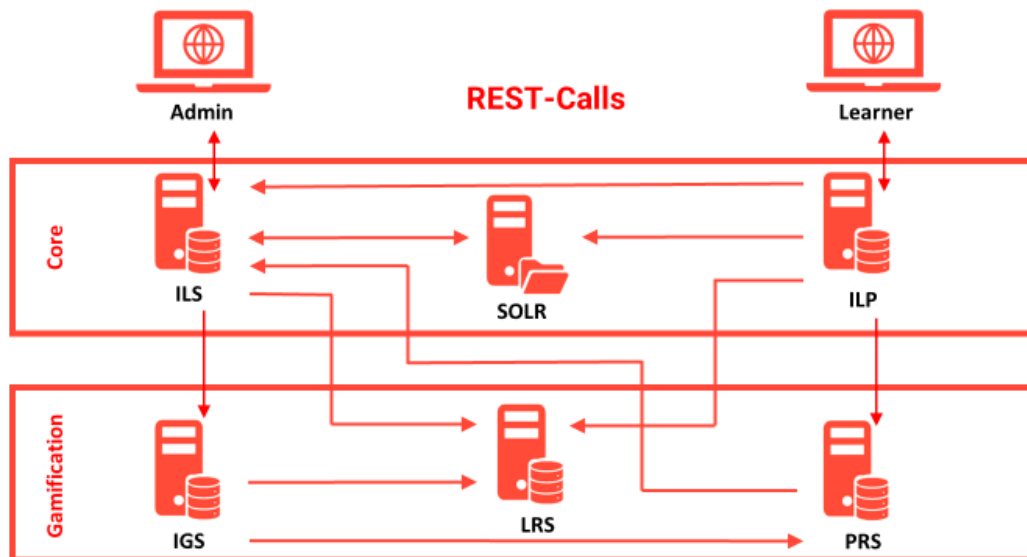 Admin
REST-Calls
Learner
Core
ILS
SOLR
ILP
Gamification
IGS
LRS
PRS